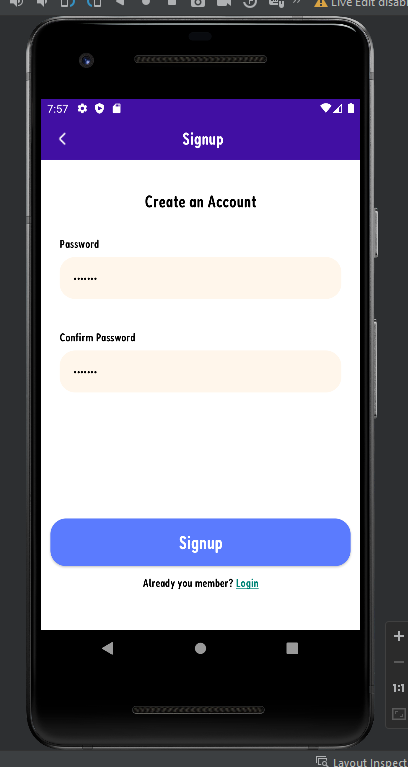 Live Edit disab
7:57
Signup
Create an Account
Password
•••••••
Confirm Password
•••••••
Signup
Already you member? Login
1:1
Layout Inspect